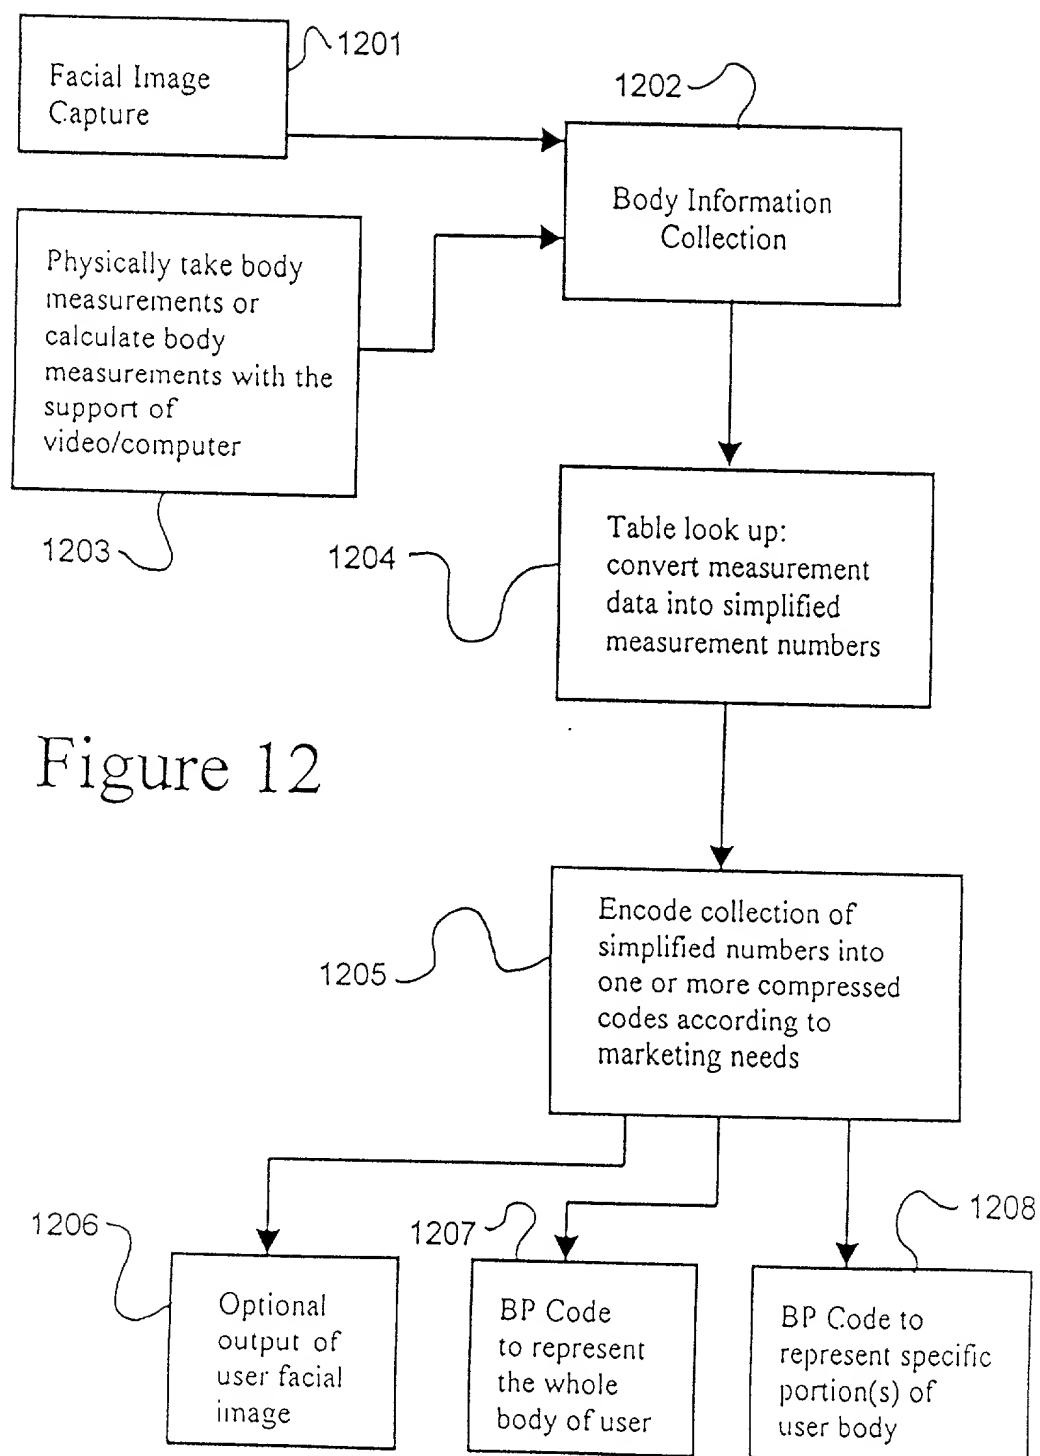 1201
Facial Image
Capture
1202
Body Information
Collection
Physically take body
measurements or
calculate body
measurements with the
support of
video/computer
1203
1204
Table look up:
convert measurement
data into simplified
measurement numbers
Figure 12
1205
Encode collection of
simplified numbers into
one or more compressed
codes according to
marketing needs
1206
1207
1208
Optional
output of
user facial
image
BP Code
to represent
the whole
body of user
BP Code to
represent specific
portion(s) of
user body